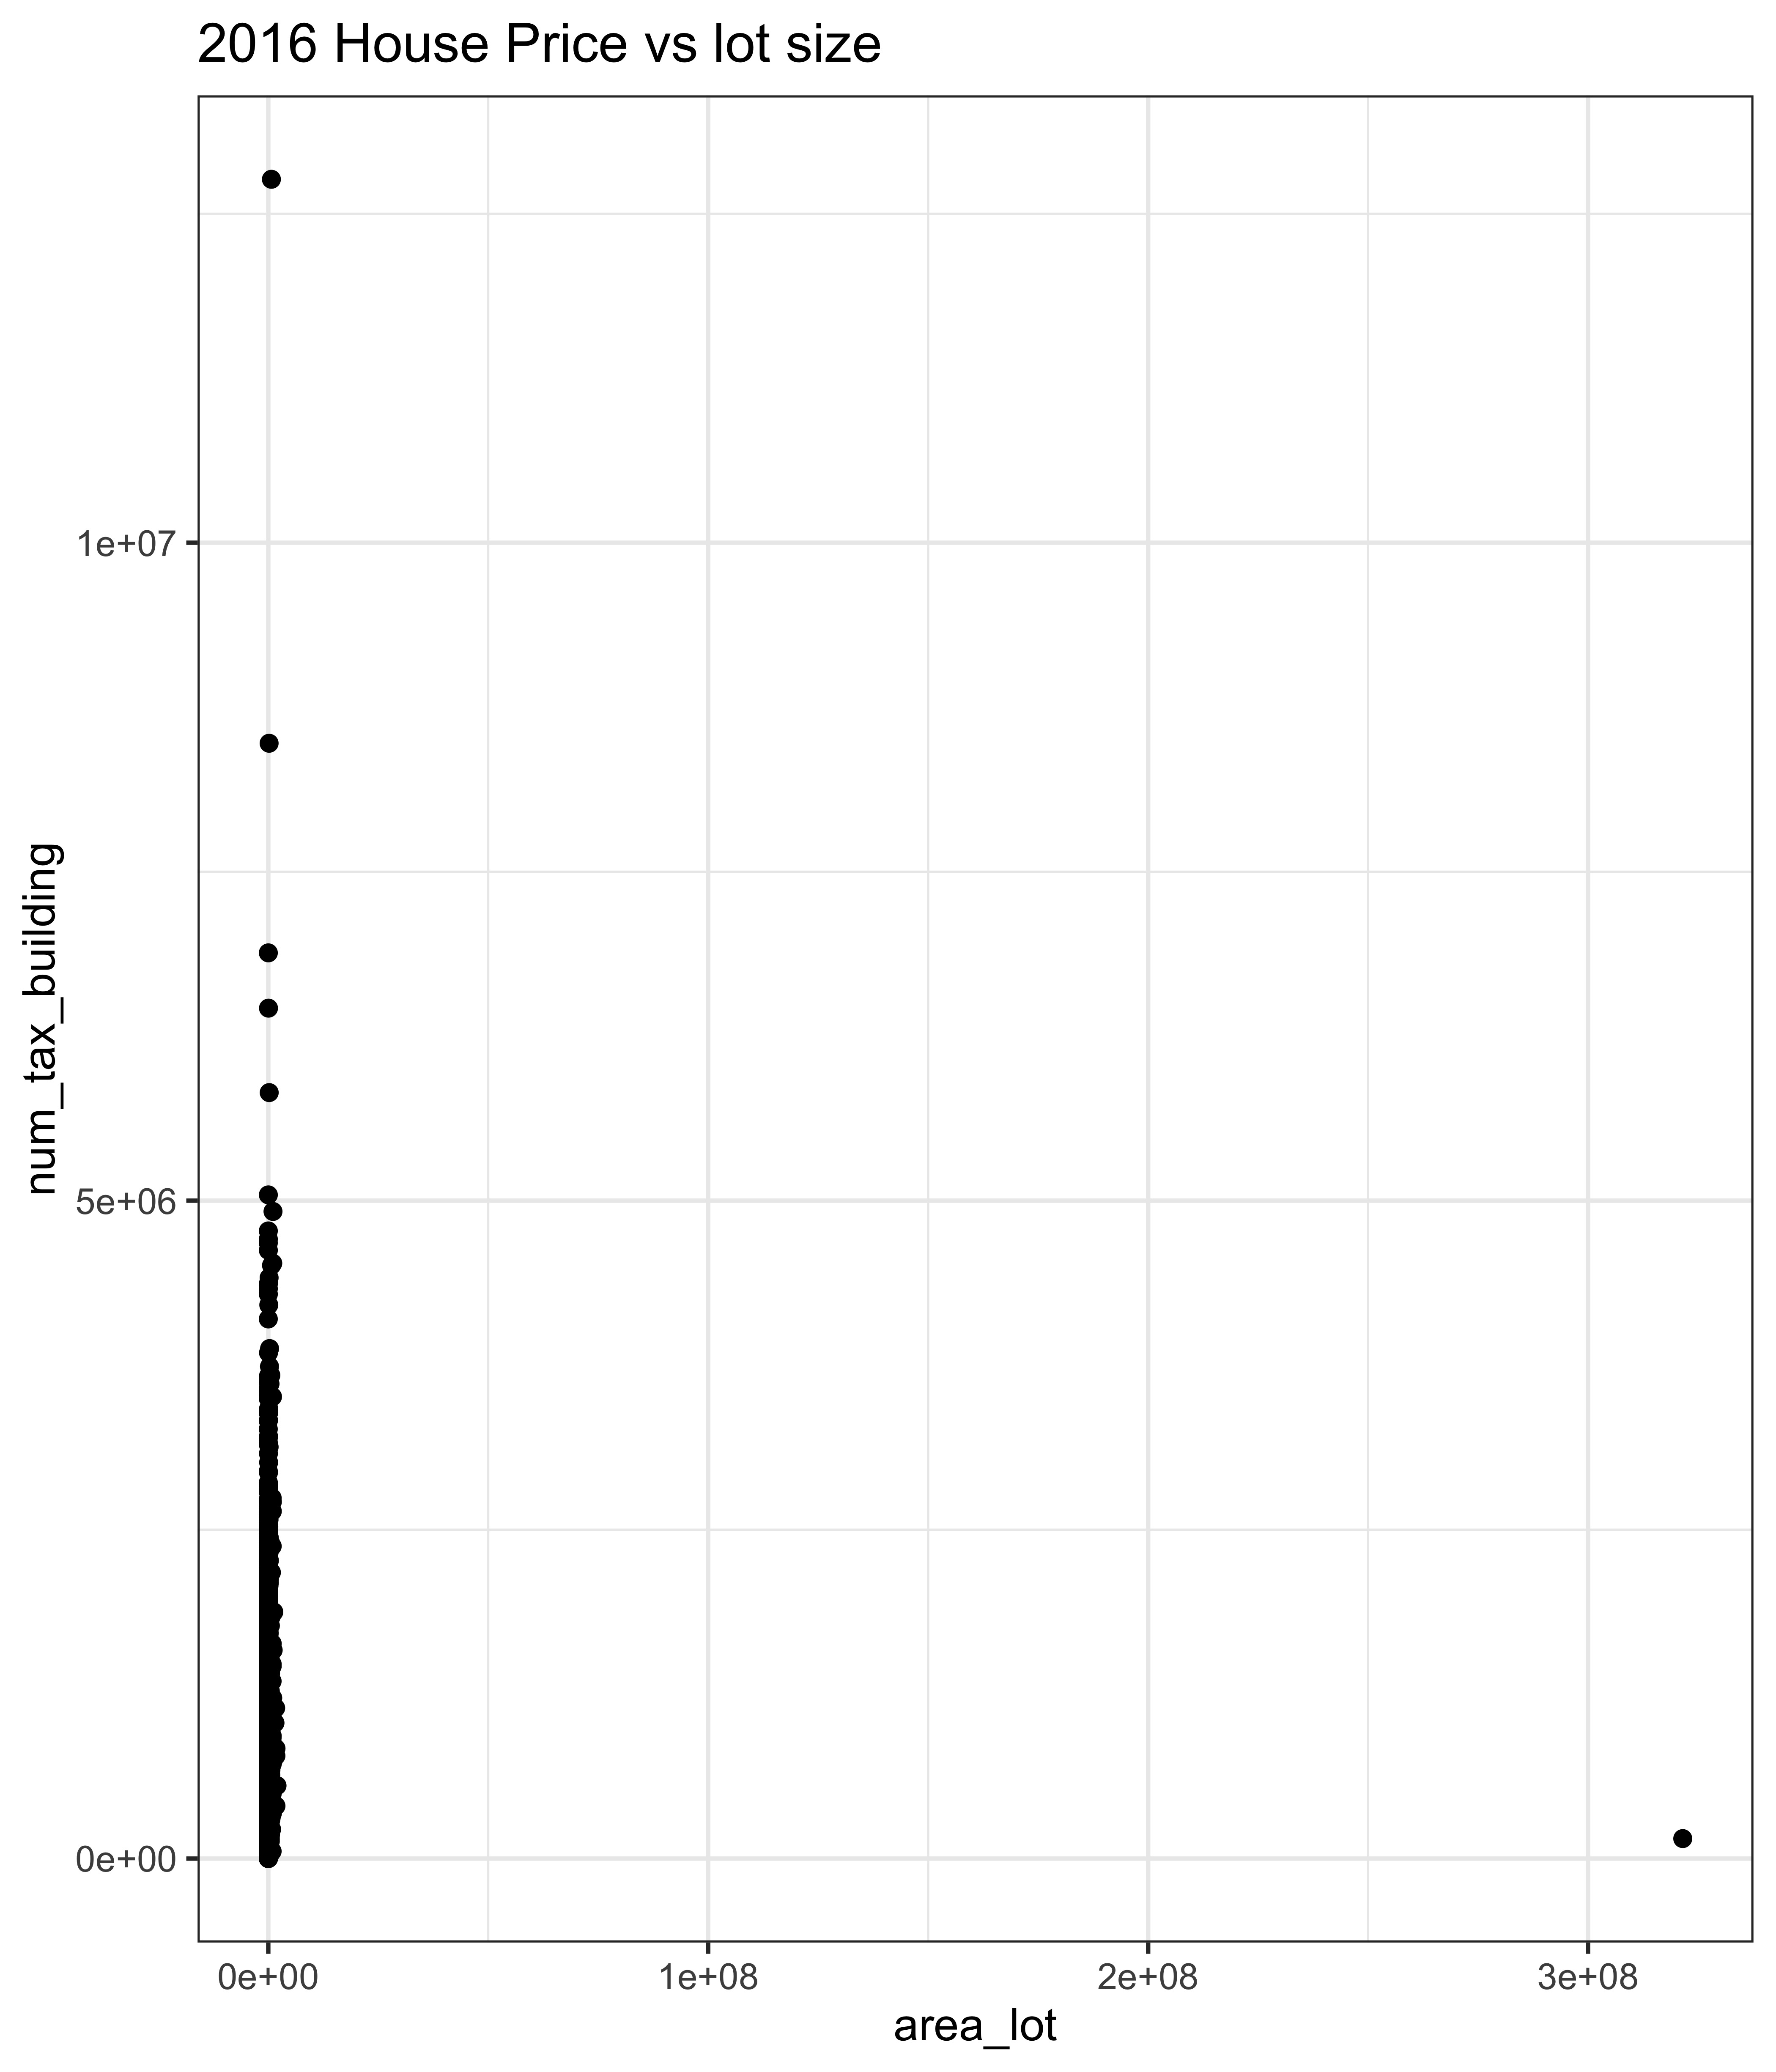 2016 House Price vs lot size
num_tax_building
1e+07
5e+06
0e+00
0e+00 1e+08 2e+08 3e+08
area_lot